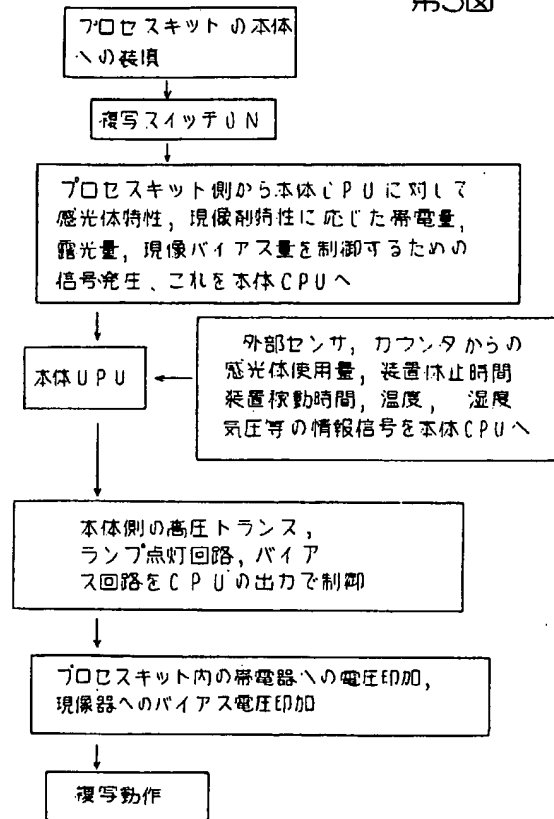 第5図
プロセスキットの本体
への装填
複写スイッチON
プロセスキット側から本体CPUに対して
感光体特性,現像剤特性に応じた帯電量,
露光量,現像バイアス量を制御するための
信号発生、これを本体CPUへ
外部センサ,カウンタからの
感光体使用量,装置休止時間
装置稼動時間,温度, 湿度
気圧等の情報信号を本体CPUへ
本体UPU
本体側の高圧トランス,
ランプ点灯回路,バイア
ス回路をCPUの出力で制御
プロセスキット内の帯電器への電圧印加,
現像器へのバイアス電圧印加
複写動作